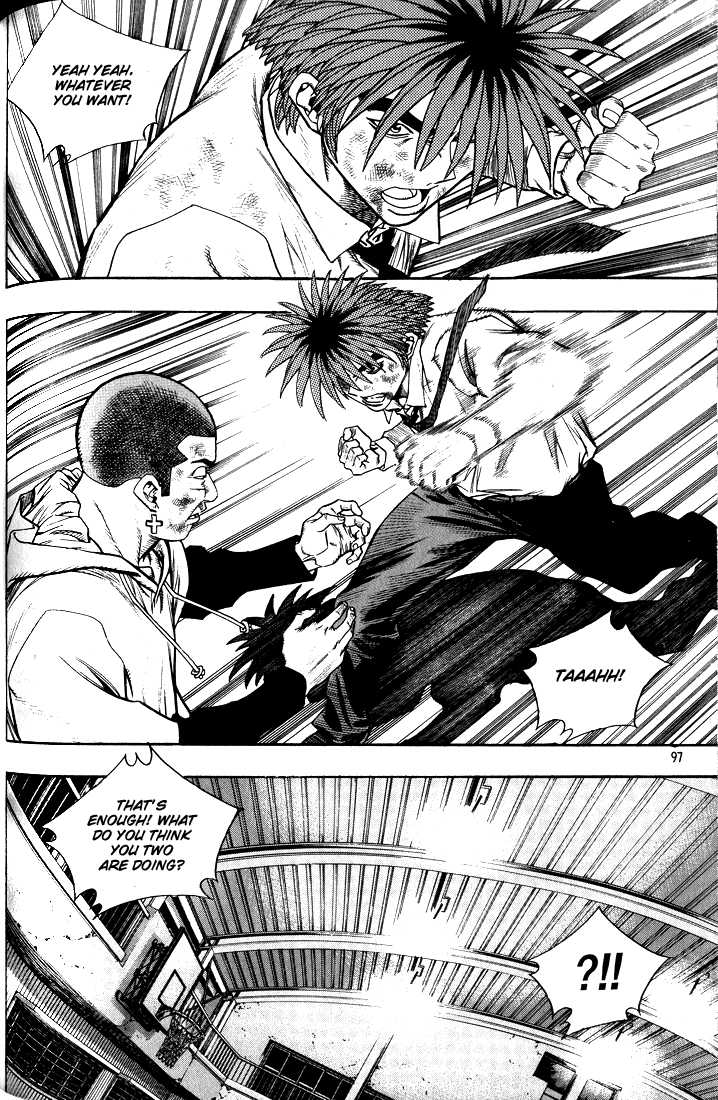 YEAH YEAH.
WHATEVER
YOU WANT!
TAAAHH!
97
THAT'S
ENOUGH! WHAT
DO YOU THINK
YOU TWO
ARE DOING?
?!!